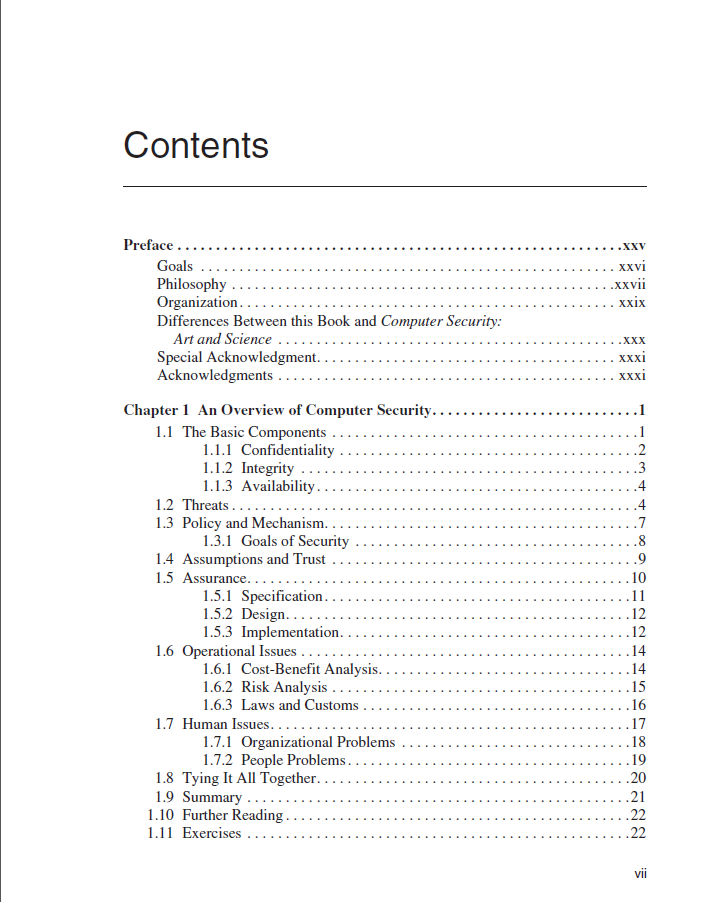 Contents
Preface . . . . . . . . . . . . . . . . . . . . . . . . . . . . . . . . . . . . . . . . . . . . . . . . . . . . . . . . . .xxv
Goals . . . . . . . . . . . . . . . . . . . . . . . . . . . . . . . . . . . . . . . . . . . . . . . . . . . . . xxvi
Philosophy . . . . . . . . . . . . . . . . . . . . . . . . . . . . . . . . . . . . . . . . . . . . . . . . .xxvii
Organization. . . . . . . . . . . . . . . . . . . . . . . . . . . . . . . . . . . . . . . . . . . . . . . . xxix
Differences Between this Book and Computer Security:
Art and Science . . . . . . . . . . . . . . . . . . . . . . . . . . . . . . . . . . . . . . . . . . . .xxx
Special Acknowledgment. . . . . . . . . . . . . . . . . . . . . . . . . . . . . . . . . . . . . . xxxi
Acknowledgments . . . . . . . . . . . . . . . . . . . . . . . . . . . . . . . . . . . . . . . . . . . xxxi
Chapter 1 An Overview of Computer Security. . . . . . . . . . . . . . . . . . . . . . . . . . .1
1.1 The Basic Components . . . . . . . . . . . . . . . . . . . . . . . . . . . . . . . . . . . . . . . .1
1.1.1 Confidentiality . . . . . . . . . . . . . . . . . . . . . . . . . . . . . . . . . . . . . . .2
1.1.2 Integrity . . . . . . . . . . . . . . . . . . . . . . . . . . . . . . . . . . . . . . . . . . . .3
1.1.3 Availability. . . . . . . . . . . . . . . . . . . . . . . . . . . . . . . . . . . . . . . . . .4
1.2 Threats . . . . . . . . . . . . . . . . . . . . . . . . . . . . . . . . . . . . . . . . . . . . . . . . . . . . .4
1.3 Policy and Mechanism. . . . . . . . . . . . . . . . . . . . . . . . . . . . . . . . . . . . . . . . .7
1.3.1 Goals of Security . . . . . . . . . . . . . . . . . . . . . . . . . . . . . . . . . . . . .8
1.4 Assumptions and Trust . . . . . . . . . . . . . . . . . . . . . . . . . . . . . . . . . . . . . . . .9
1.5 Assurance. . . . . . . . . . . . . . . . . . . . . . . . . . . . . . . . . . . . . . . . . . . . . . . . . .10
1.5.1 Specification. . . . . . . . . . . . . . . . . . . . . . . . . . . . . . . . . . . . . . . .11
1.5.2 Design. . . . . . . . . . . . . . . . . . . . . . . . . . . . . . . . . . . . . . . . . . . . .12
1.5.3 Implementation. . . . . . . . . . . . . . . . . . . . . . . . . . . . . . . . . . . . . .12
1.6 Operational Issues . . . . . . . . . . . . . . . . . . . . . . . . . . . . . . . . . . . . . . . . . . .14
1.6.1 Cost-Benefit Analysis. . . . . . . . . . . . . . . . . . . . . . . . . . . . . . . . .14
1.6.2 Risk Analysis . . . . . . . . . . . . . . . . . . . . . . . . . . . . . . . . . . . . . . .15
1.6.3 Laws and Customs . . . . . . . . . . . . . . . . . . . . . . . . . . . . . . . . . . .16
1.7 Human Issues. . . . . . . . . . . . . . . . . . . . . . . . . . . . . . . . . . . . . . . . . . . . . . .17
1.7.1 Organizational Problems . . . . . . . . . . . . . . . . . . . . . . . . . . . . . .18
1.7.2 People Problems. . . . . . . . . . . . . . . . . . . . . . . . . . . . . . . . . . . . .19
1.8 Tying It All Together. . . . . . . . . . . . . . . . . . . . . . . . . . . . . . . . . . . . . . . . .20
1.9 Summary . . . . . . . . . . . . . . . . . . . . . . . . . . . . . . . . . . . . . . . . . . . . . . . . . .21
1.10 Further Reading . . . . . . . . . . . . . . . . . . . . . . . . . . . . . . . . . . . . . . . . . . . . .22
1.11 Exercises . . . . . . . . . . . . . . . . . . . . . . . . . . . . . . . . . . . . . . . . . . . . . . . . . .22
vii